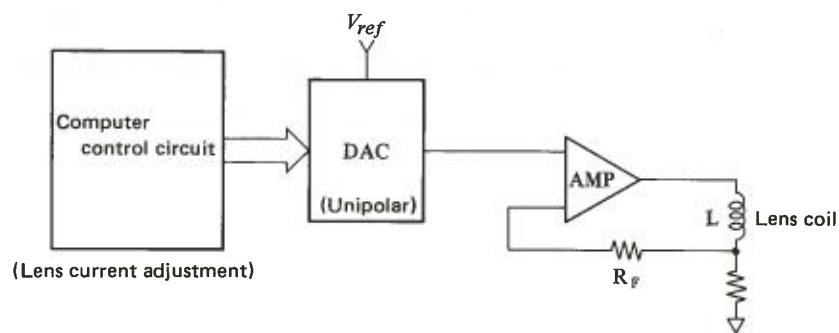 V_ref
Computer
control circuit
DAC
(Unipolar)
AMP
L
Lens coil
R_F
(Lens current adjustment)